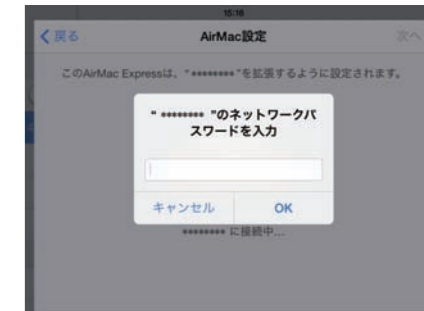 15:16
戻る
AirMac設定
次へ
このAirMac Expressは、"********"を拡張するように設定されます。
" ******** "のネットワークパ
スワードを入力
キャンセル
OK
******** に接続中...